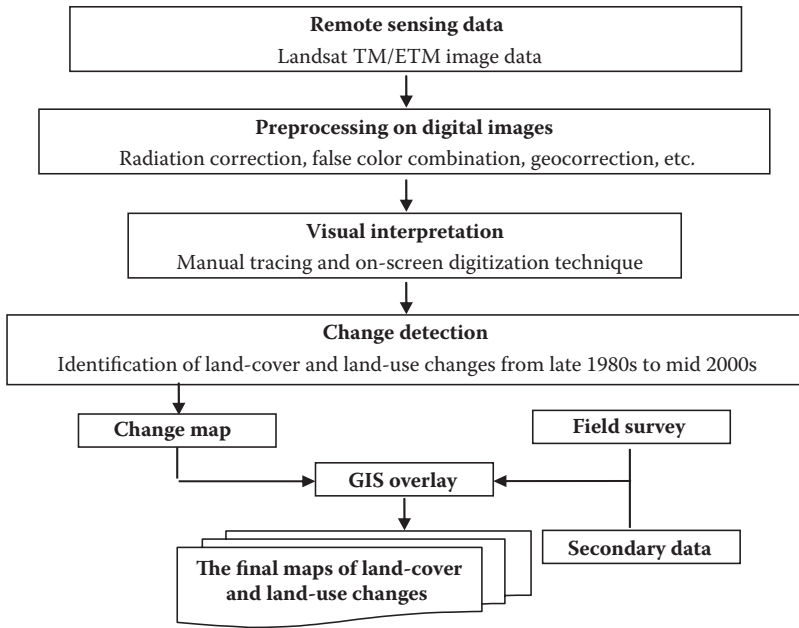 Remote sensing data
Landsat TM/ETM image data
Preprocessing on digital images
Radiation correction, false color combination, geocorrection, etc.
Visual interpretation
Manual tracing and on-screen digitization technique
Change detection
Identification of land-cover and land-use changes from late 1980s to mid 2000s
Change map
Field survey
GIS overlay
Secondary data
The final maps of land-cover
and land-use changes